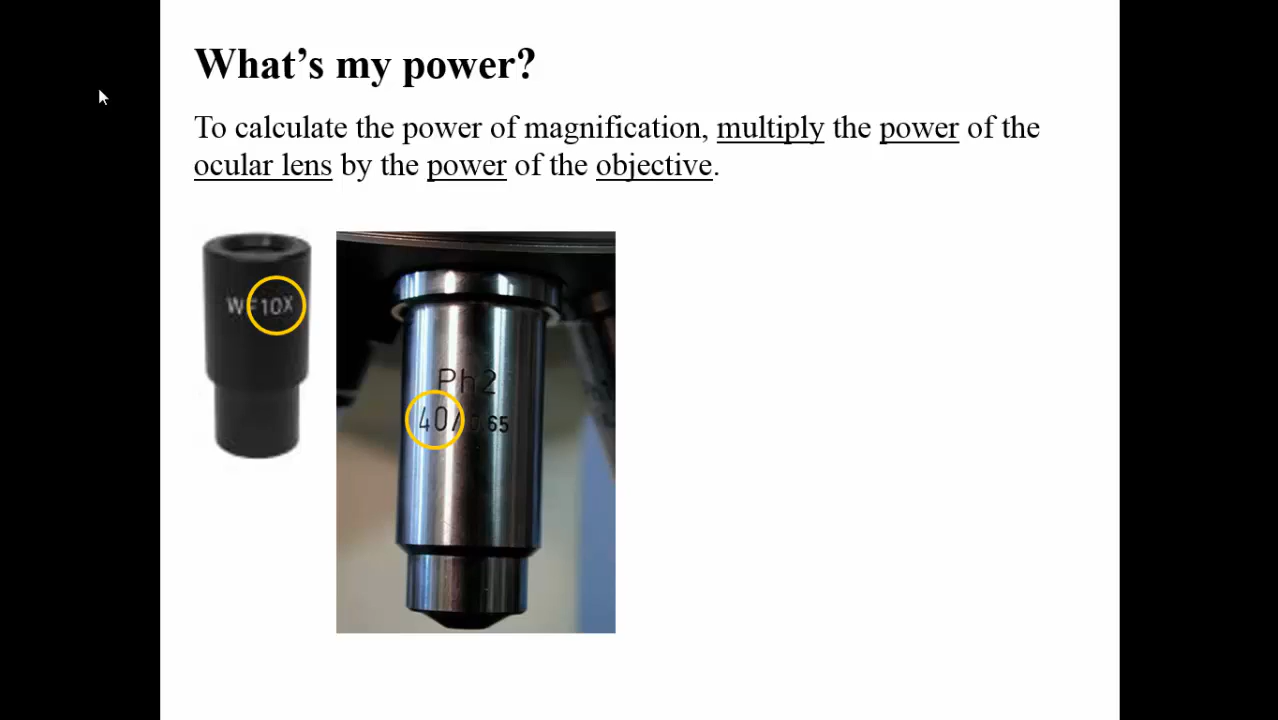 What’s my power?
To calculate the power of magnification, multiply the power of the
ocular lens by the power of the objective.
WF10X
Ph2
40/0.65